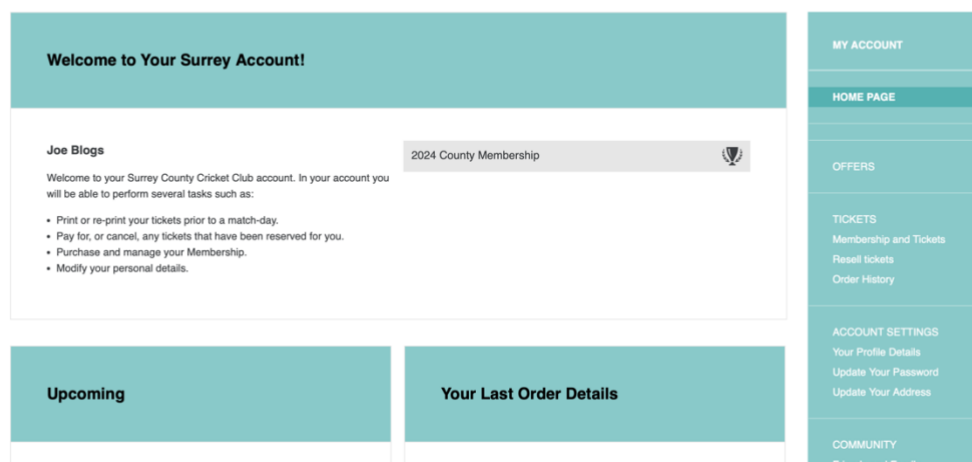 Welcome to Your Surrey Account!
Joe Blogs
Welcome to your Surrey County Cricket Club account. In your account you
will be able to perform several tasks such as:
• Print or re-print your tickets prior to a match-day.
• Pay for, or cancel, any tickets that have been reserved for you.
• Purchase and manage your Membership.
• Modify your personal details.
2024 County Membership
Upcoming
Your Last Order Details
MY ACCOUNT
HOME PAGE
OFFERS
TICKETS
Membership and Tickets
Resell tickets
Order History
ACCOUNT SETTINGS
Your Profile Details
Update Your Password
Update Your Address
COMMUNITY